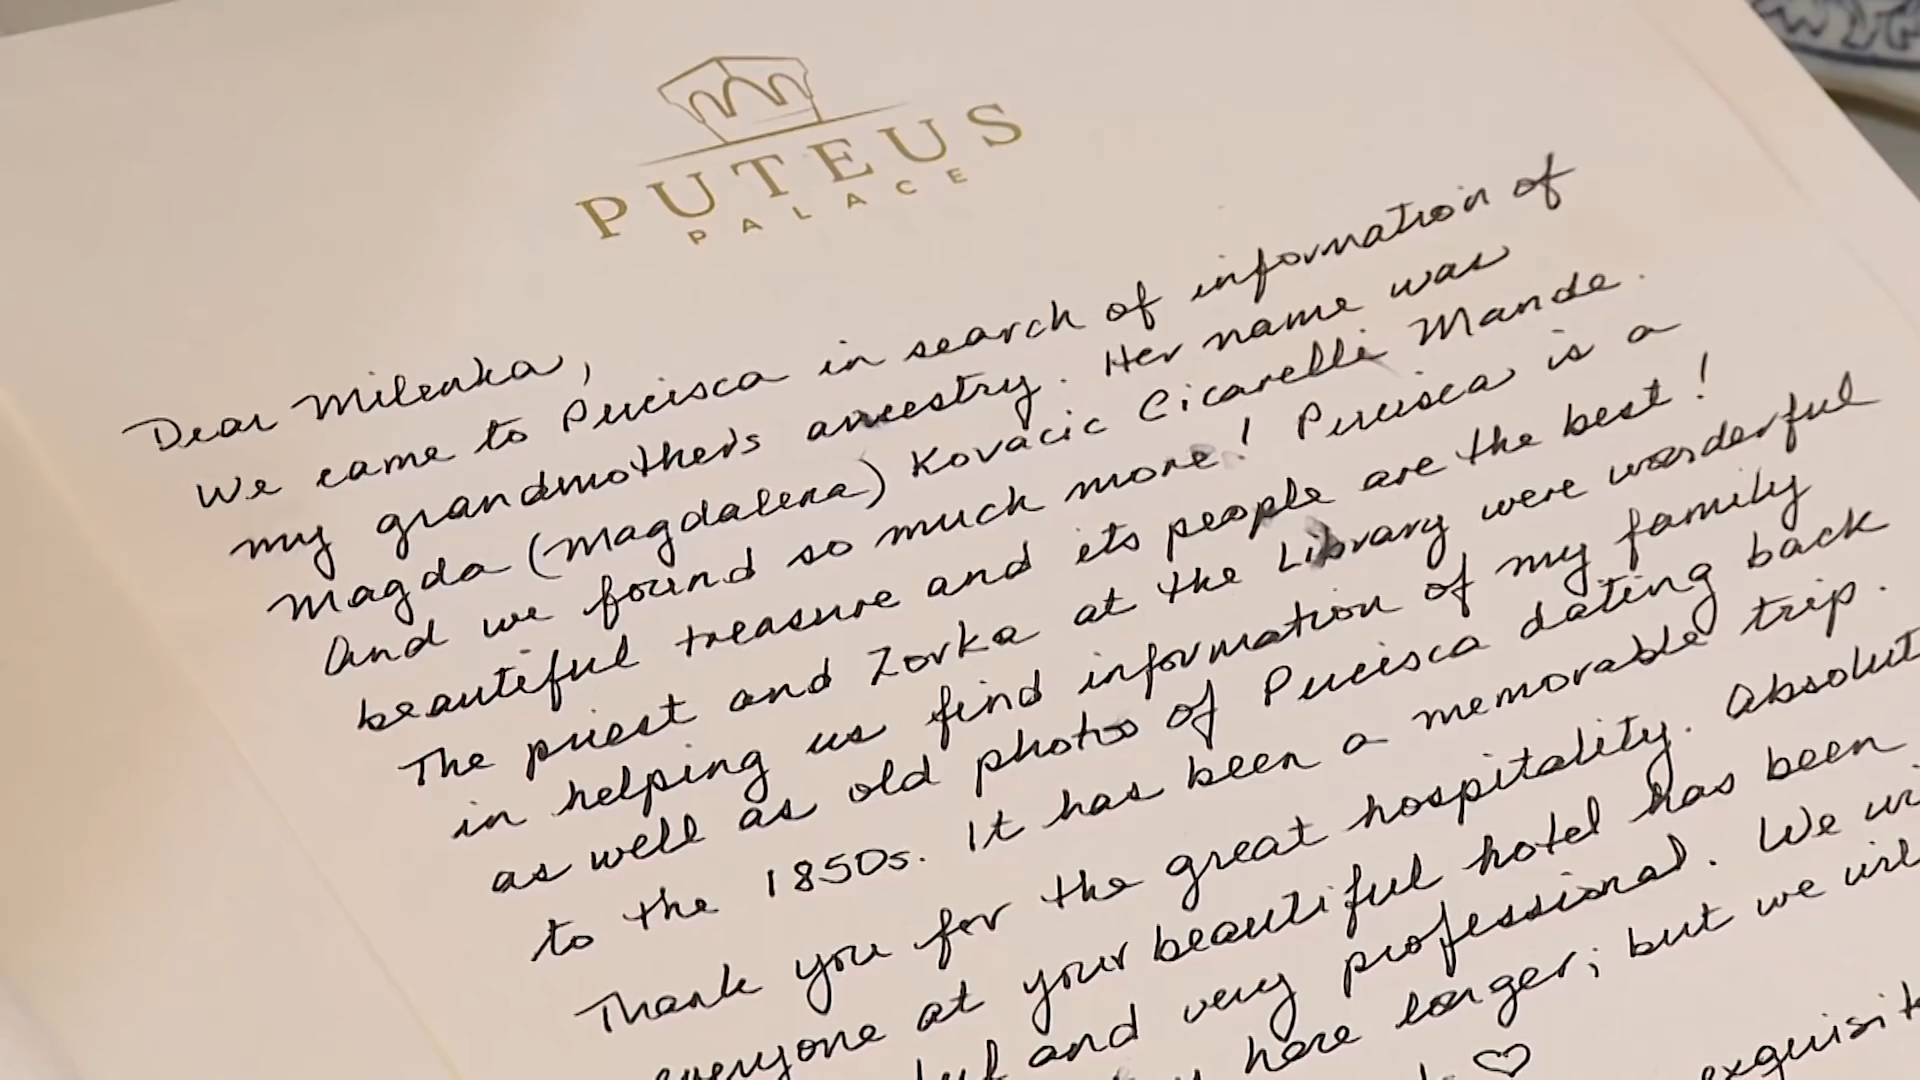 PUTEUS
PALACE
Dear Milenka,
We came to Pucisca in search of information of
my grandmother's ancestry. Her name was
Magda (Magdalena) Kovacic Cicarelli Mande.
And we found so much more! Pucisca is a
beautiful treasure and its people are the best!
The priest and Zorka at the Library were wonderful
in helping us find information of my family
as well as old photos of Pucisca dating back
to the 1850s. It has been a memorable trip.
Thank you for the great hospitality. Absolut
everyone at your beautiful hotel has been
and very professional. We wi
here longer; but we will
♡ exquisit